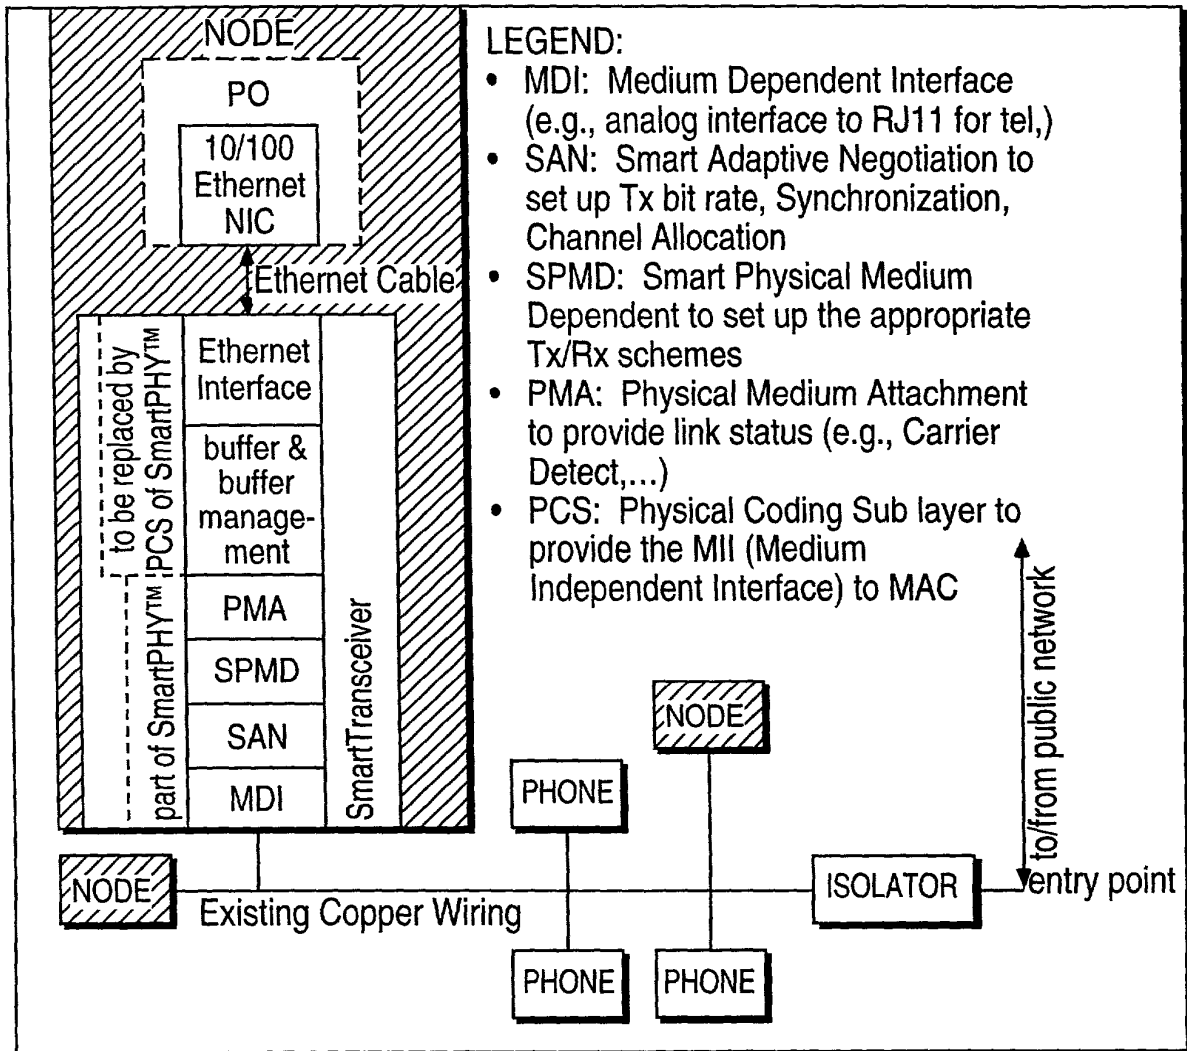 NODE
PO
10/100
Ethernet
NIC
Ethernet Cable
to be replaced by
PCS of SmartPHY™
Ethernet
Interface
buffer &
buffer
manage-
ment
part of SmartPHY™
PMA
SPMD
SAN
MDI
SmartTransceiver
LEGEND:
• MDI: Medium Dependent Interface
(e.g., analog interface to RJ11 for tel,)
• SAN: Smart Adaptive Negotiation to
set up Tx bit rate, Synchronization,
Channel Allocation
• SPMD: Smart Physical Medium
Dependent to set up the appropriate
Tx/Rx schemes
• PMA: Physical Medium Attachment
to provide link status (e.g., Carrier
Detect,...)
• PCS: Physical Coding Sub layer to
provide the MII (Medium
Independent Interface) to MAC
to/from public network
NODE
PHONE
NODE
Existing Copper Wiring
ISOLATOR
entry point
PHONE
PHONE